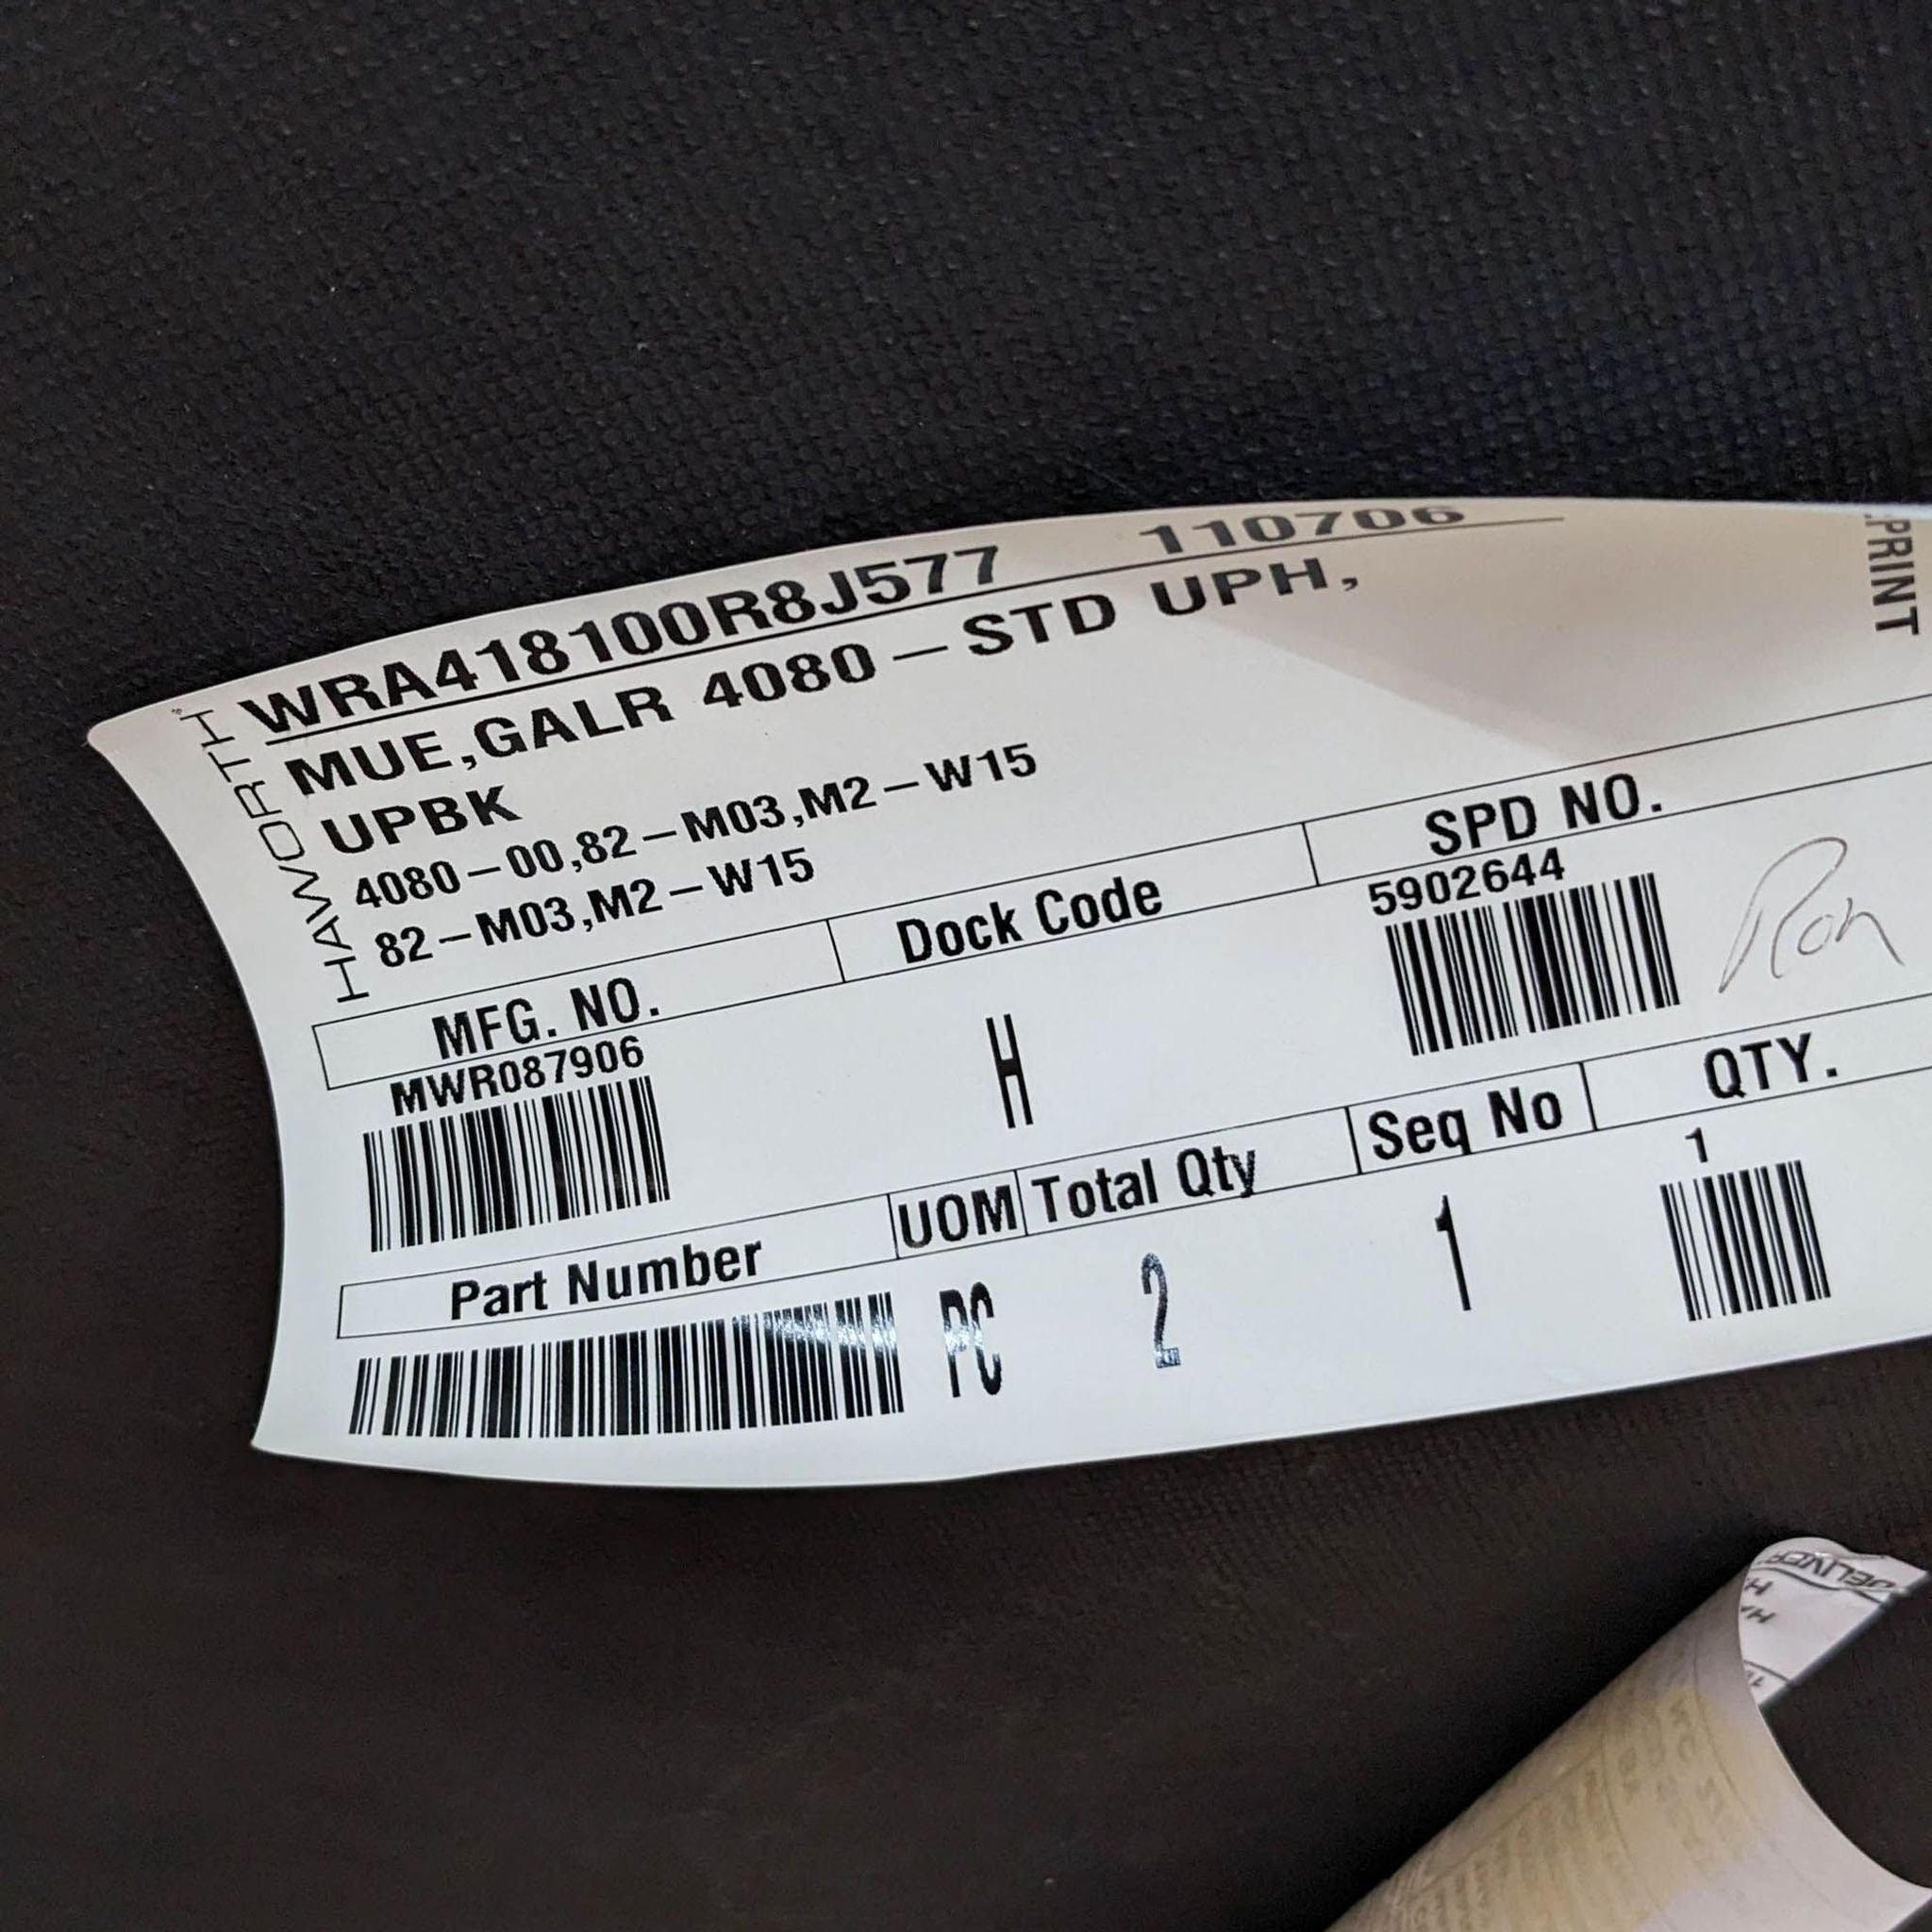 HAWORTH
WRA418100R8J577 110706
MUE,GALR 4080-STD UPH,
UPBK
4080-00,82-M03,M2-W15
82-M03,M2-W15
PRINT
MFG. NO. Dock Code SPD NO.
MWR087906 H 5902644 Ron
Part Number UOM Total Qty Seq No QTY.
PC 2 1 1